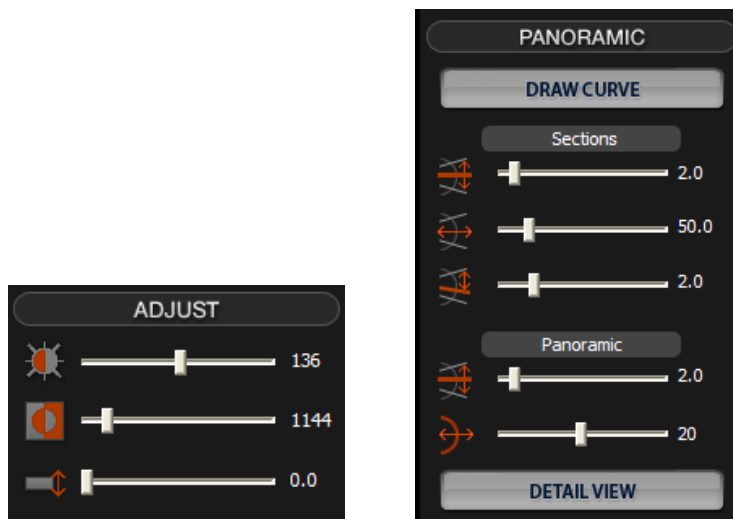 ADJUST
136
1144
0.0
PANORAMIC
DRAW CURVE
Sections
2.0
50.0
2.0
Panoramic
2.0
20
DETAIL VIEW